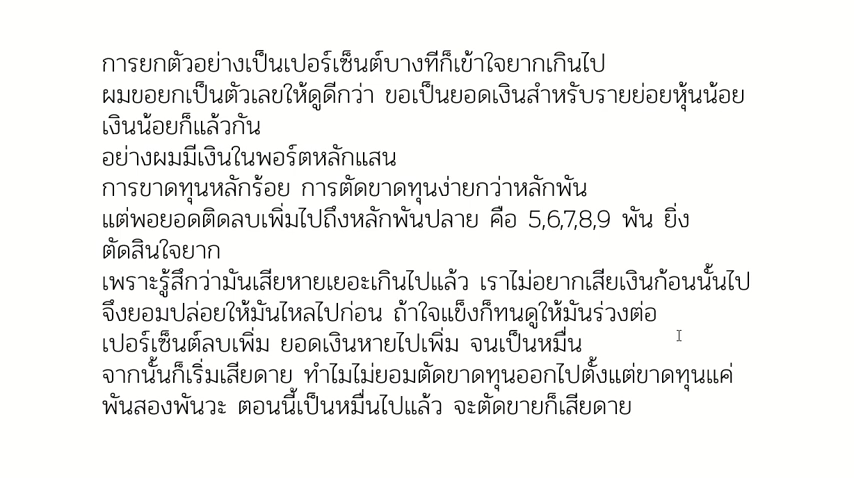 การยกตัวอย่างเป็นเปอร์เซ็นต์บางทีก็เข้าใจยากเกินไป
ผมขอยกเป็นตัวเลขให้ดูดีกว่า ขอเป็นยอดเงินสำหรับรายย่อยหุ้นน้อย
เงินน้อยก็แล้วกัน
อย่างผมมีเงินในพอร์ตหลักแสน
การขาดทุนหลักร้อย การตัดขาดทุนง่ายกว่าหลักพัน
แต่พอยอดติดลบเพิ่มไปถึงหลักพันปลาย คือ 5,6,7,8,9 พัน ยิ่ง
ตัดสินใจยาก
เพราะรู้สึกว่ามันเสียหายเยอะเกินไปแล้ว เราไม่อยากเสียเงินก้อนนั้นไป
จึงยอมปล่อยให้มันไหลไปก่อน ถ้าใจแข็งก็ทนดูให้มันร่วงต่อ
เปอร์เซ็นต์ลบเพิ่ม ยอดเงินหายไปเพิ่ม จนเป็นหมื่น
จากนั้นก็เริ่มเสียดาย ทำไมไม่ยอมตัดขาดทุนออกไปตั้งแต่ขาดทุนแค่
พันสองพันวะ ตอนนี้เป็นหมื่นไปแล้ว จะตัดขายก็เสียดาย